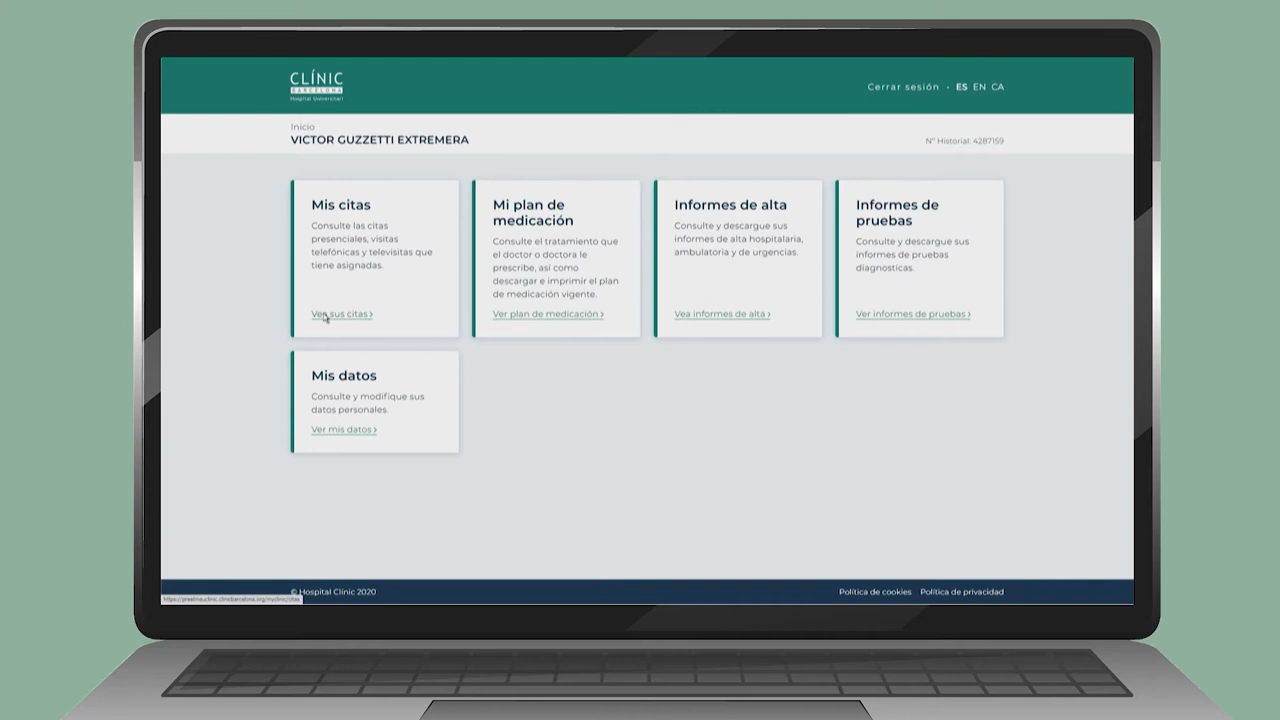 CLÍNIC
BARCELONA
Hospital Universitari
Cerrar sesión · ES EN CA
Inicio
VICTOR GUZZETTI EXTREMERA
Nº Historial: 4287159
Mis citas
Consulte las citas
presenciales, visitas
telefónicas y televisitas que
tiene asignadas.
Ver sus citas ›
Mi plan de
medicación
Consulte el tratamiento que
el doctor o doctora le
prescribe, así como
descargar e imprimir el plan
de medicación vigente.
Ver plan de medicación ›
Informes de alta
Consulte y descargue sus
informes de alta hospitalaria,
ambulatoria y de urgencias.
Vea informes de alta ›
Informes de
pruebas
Consulte y descargue sus
informes de pruebas
diagnosticas.
Ver informes de pruebas ›
Mis datos
Consulte y modifique sus
datos personales.
Ver mis datos ›
© Hospital Clínic 2020
Política de cookies Política de privacidad